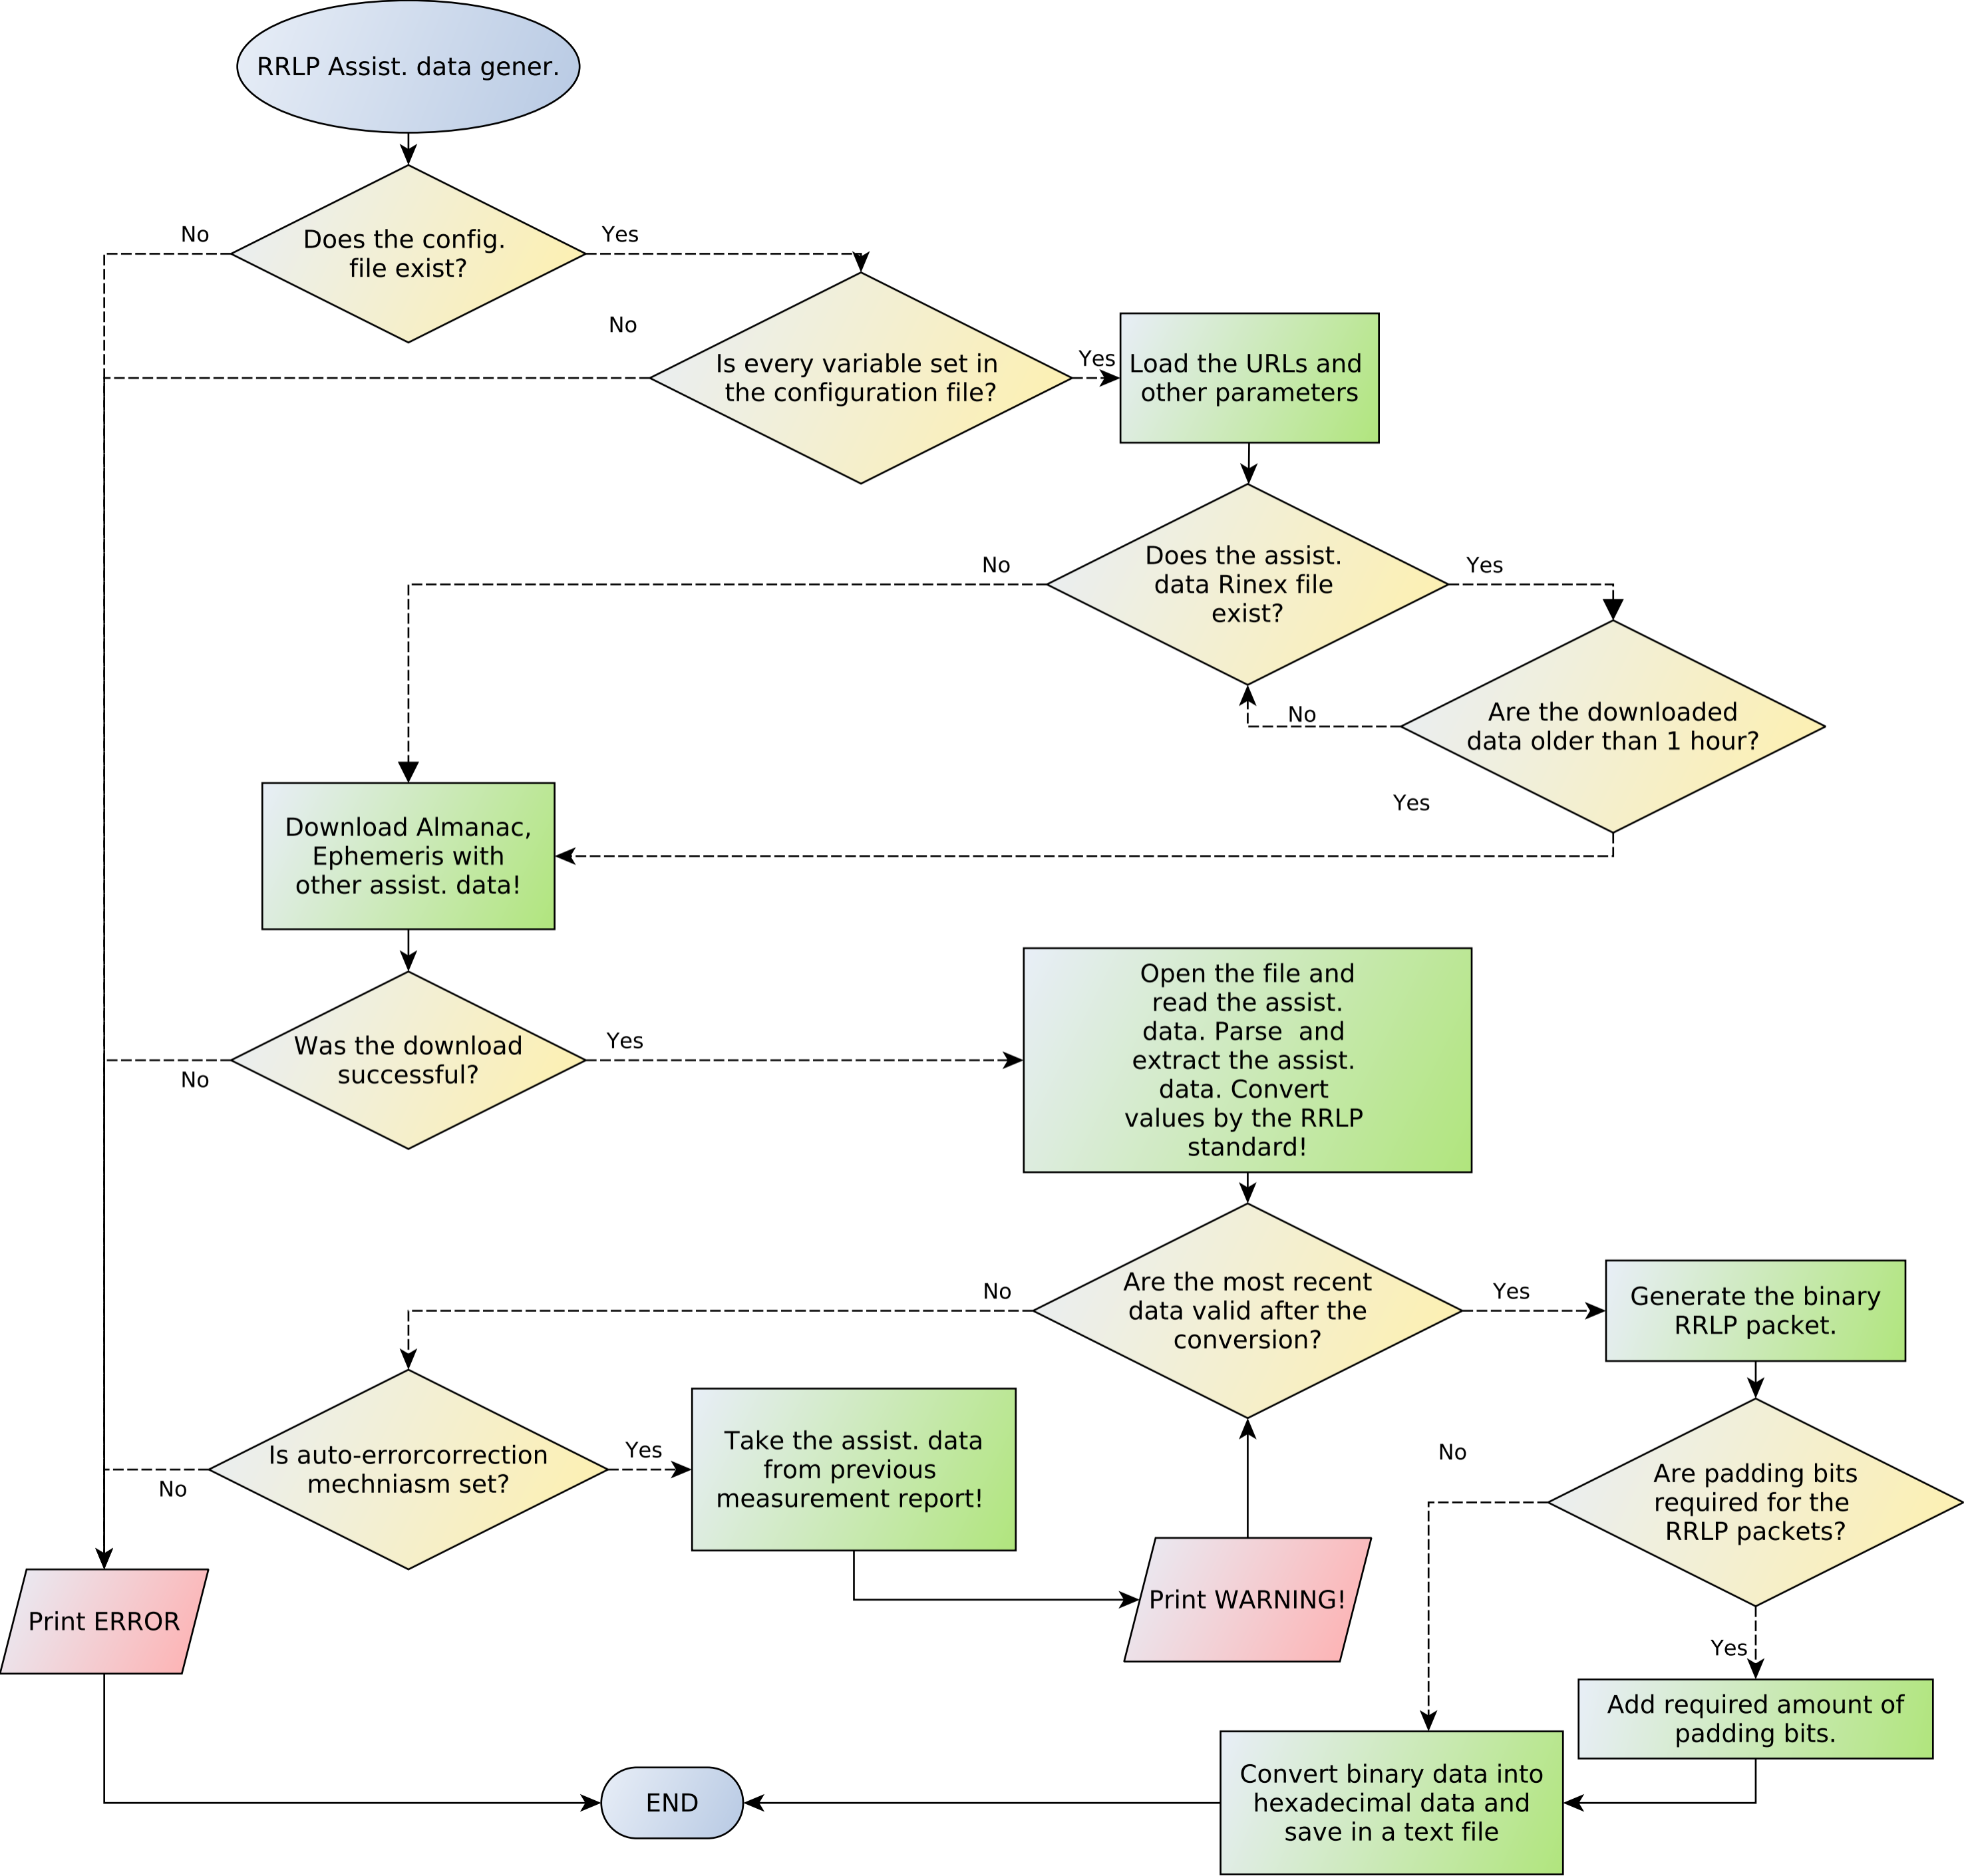 RRLP Assist. data gener.
Does the config.
file exist?
No
Yes
Is every variable set in
the configuration file?
No
Yes
Load the URLs and
other parameters
Does the assist.
data Rinex file
exist?
No
Yes
Are the downloaded
data older than 1 hour?
No
Yes
Download Almanac,
Ephemeris with
other assist. data!
Was the download
successful?
No
Yes
Open the file and
read the assist.
data. Parse  and
extract the assist.
data. Convert
values by the RRLP
standard!
Are the most recent
data valid after the
conversion?
No
Yes
Generate the binary
RRLP packet.
Is auto-errorcorrection
mechniasm set?
No
Yes
Take the assist. data
from previous
measurement report!
Are padding bits
required for the
RRLP packets?
No
Yes
Print ERROR
Print WARNING!
Add required amount of
padding bits.
Convert binary data into
hexadecimal data and
save in a text file
END